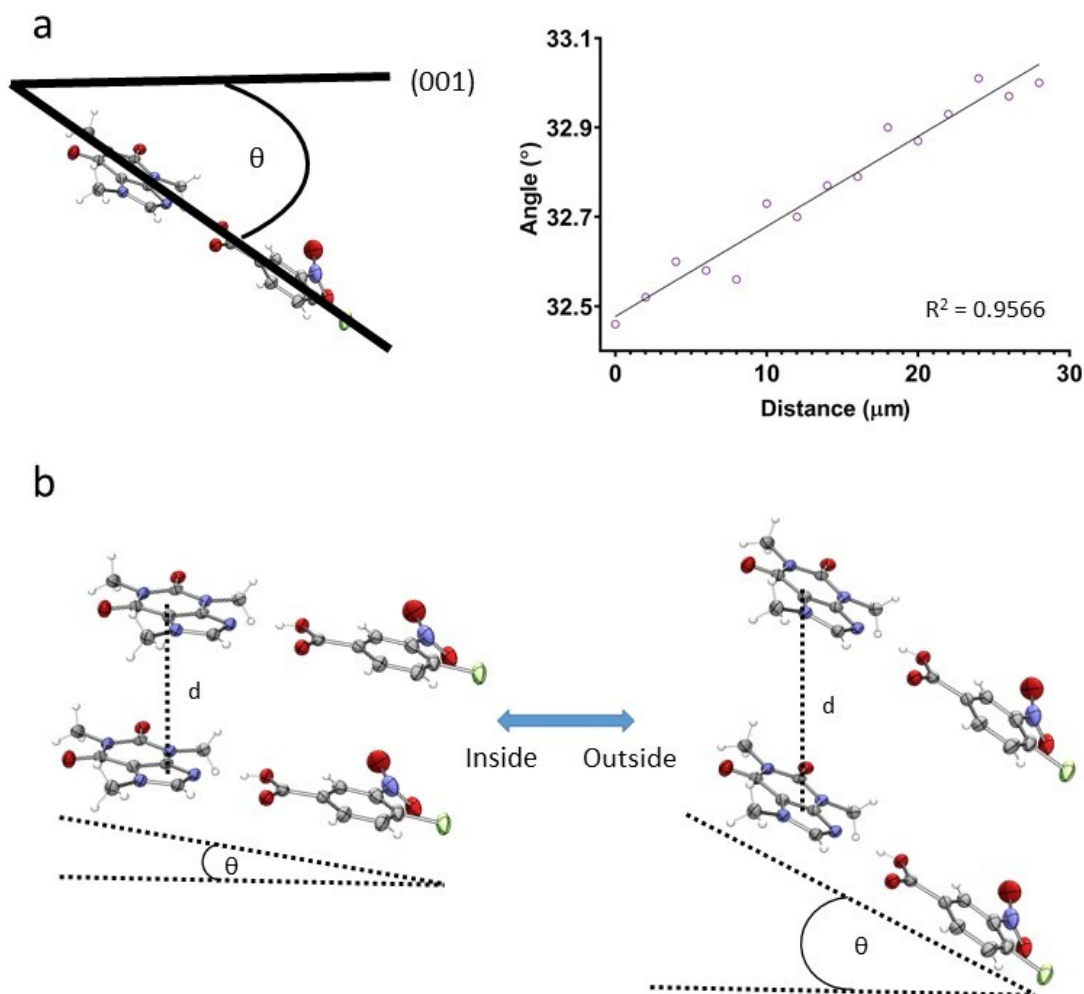 a
(001)
θ
33.1
32.9
32.7
32.5
Angle (°)
R² = 0.9566
0
10
20
30
Distance (μm)
b
d
d
Inside
Outside
θ
θ